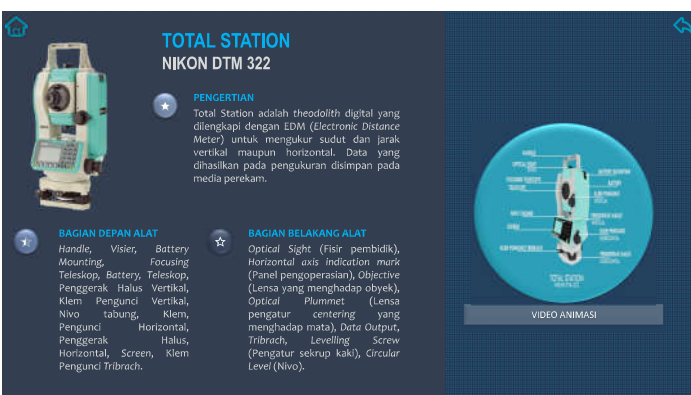 TOTAL STATION
NIKON DTM 322
PENGERTIAN
Total Station adalah theodolith digital yang
dilengkapi dengan EDM (Electronic Distance
Meter) untuk mengukur sudut dan jarak
vertikal maupun horizontal. Data yang
dihasilkan pada pengukuran disimpan pada
media perekam.
BAGIAN DEPAN ALAT
Handle, Visier, Battery
Mounting, Focusing
Teleskop, Battery, Teleskop,
Penggerak Halus Vertikal,
Klem Pengunci Vertikal,
Nivo tabung, Klem,
Pengunci Horizontal,
Penggerak Halus,
Horizontal, Screen, Klem
Pengunci Tribrach.
BAGIAN BELAKANG ALAT
Optical Sight (Fisir pembidik),
Horizontal axis indication mark
(Panel pengoperasian), Objective
(Lensa yang menghadap obyek),
Optical Plummet (Lensa
pengatur centering yang
menghadap mata), Data Output,
Tribrach, Levelling Screw
(Pengatur sekrup kaki), Circular
Level (Nivo).
TOTAL STATION
VIDEO ANIMASI